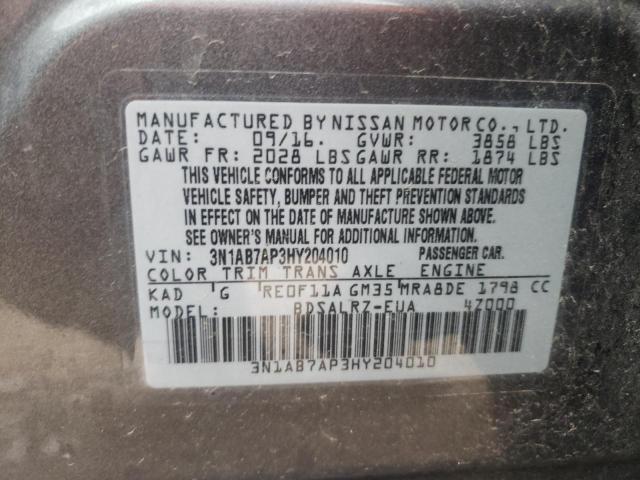 MANUFACTURED BY NISSAN MOTOR CO., LTD.
DATE: 09/16. GVWR: 3858 LBS
GAWR FR: 2028 LBS GAWR RR: 1874 LBS
THIS VEHICLE CONFORMS TO ALL APPLICABLE FEDERAL MOTOR
VEHICLE SAFETY, BUMPER AND THEFT PREVENTION STANDARDS
IN EFFECT ON THE DATE OF MANUFACTURE SHOWN ABOVE.
SEE OWNER'S MANUAL FOR ADDITIONAL INFORMATION.
VIN: 3N1AB7AP3HY204010 PASSENGER CAR.
COLOR TRIM TRANS AXLE ENGINE
KAD G RE0F11A GM35 MRA8DE 1798 CC
MODEL: BDSALRZ-EUA 4Z000
3N1AB7AP3HY204010